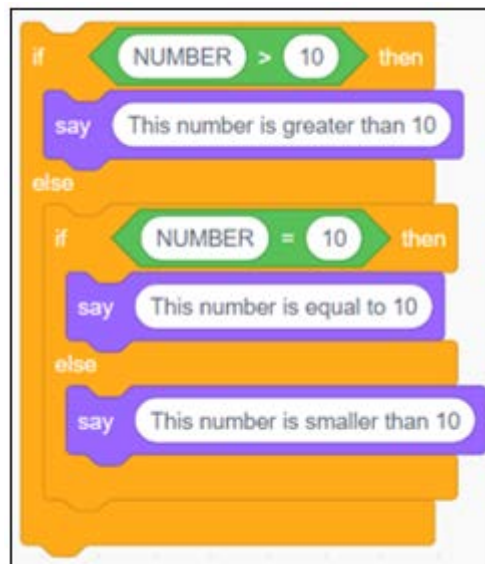 if NUMBER > 10 then
say This number is greater than 10
else
if NUMBER = 10 then
say This number is equal to 10
else
say This number is smaller than 10